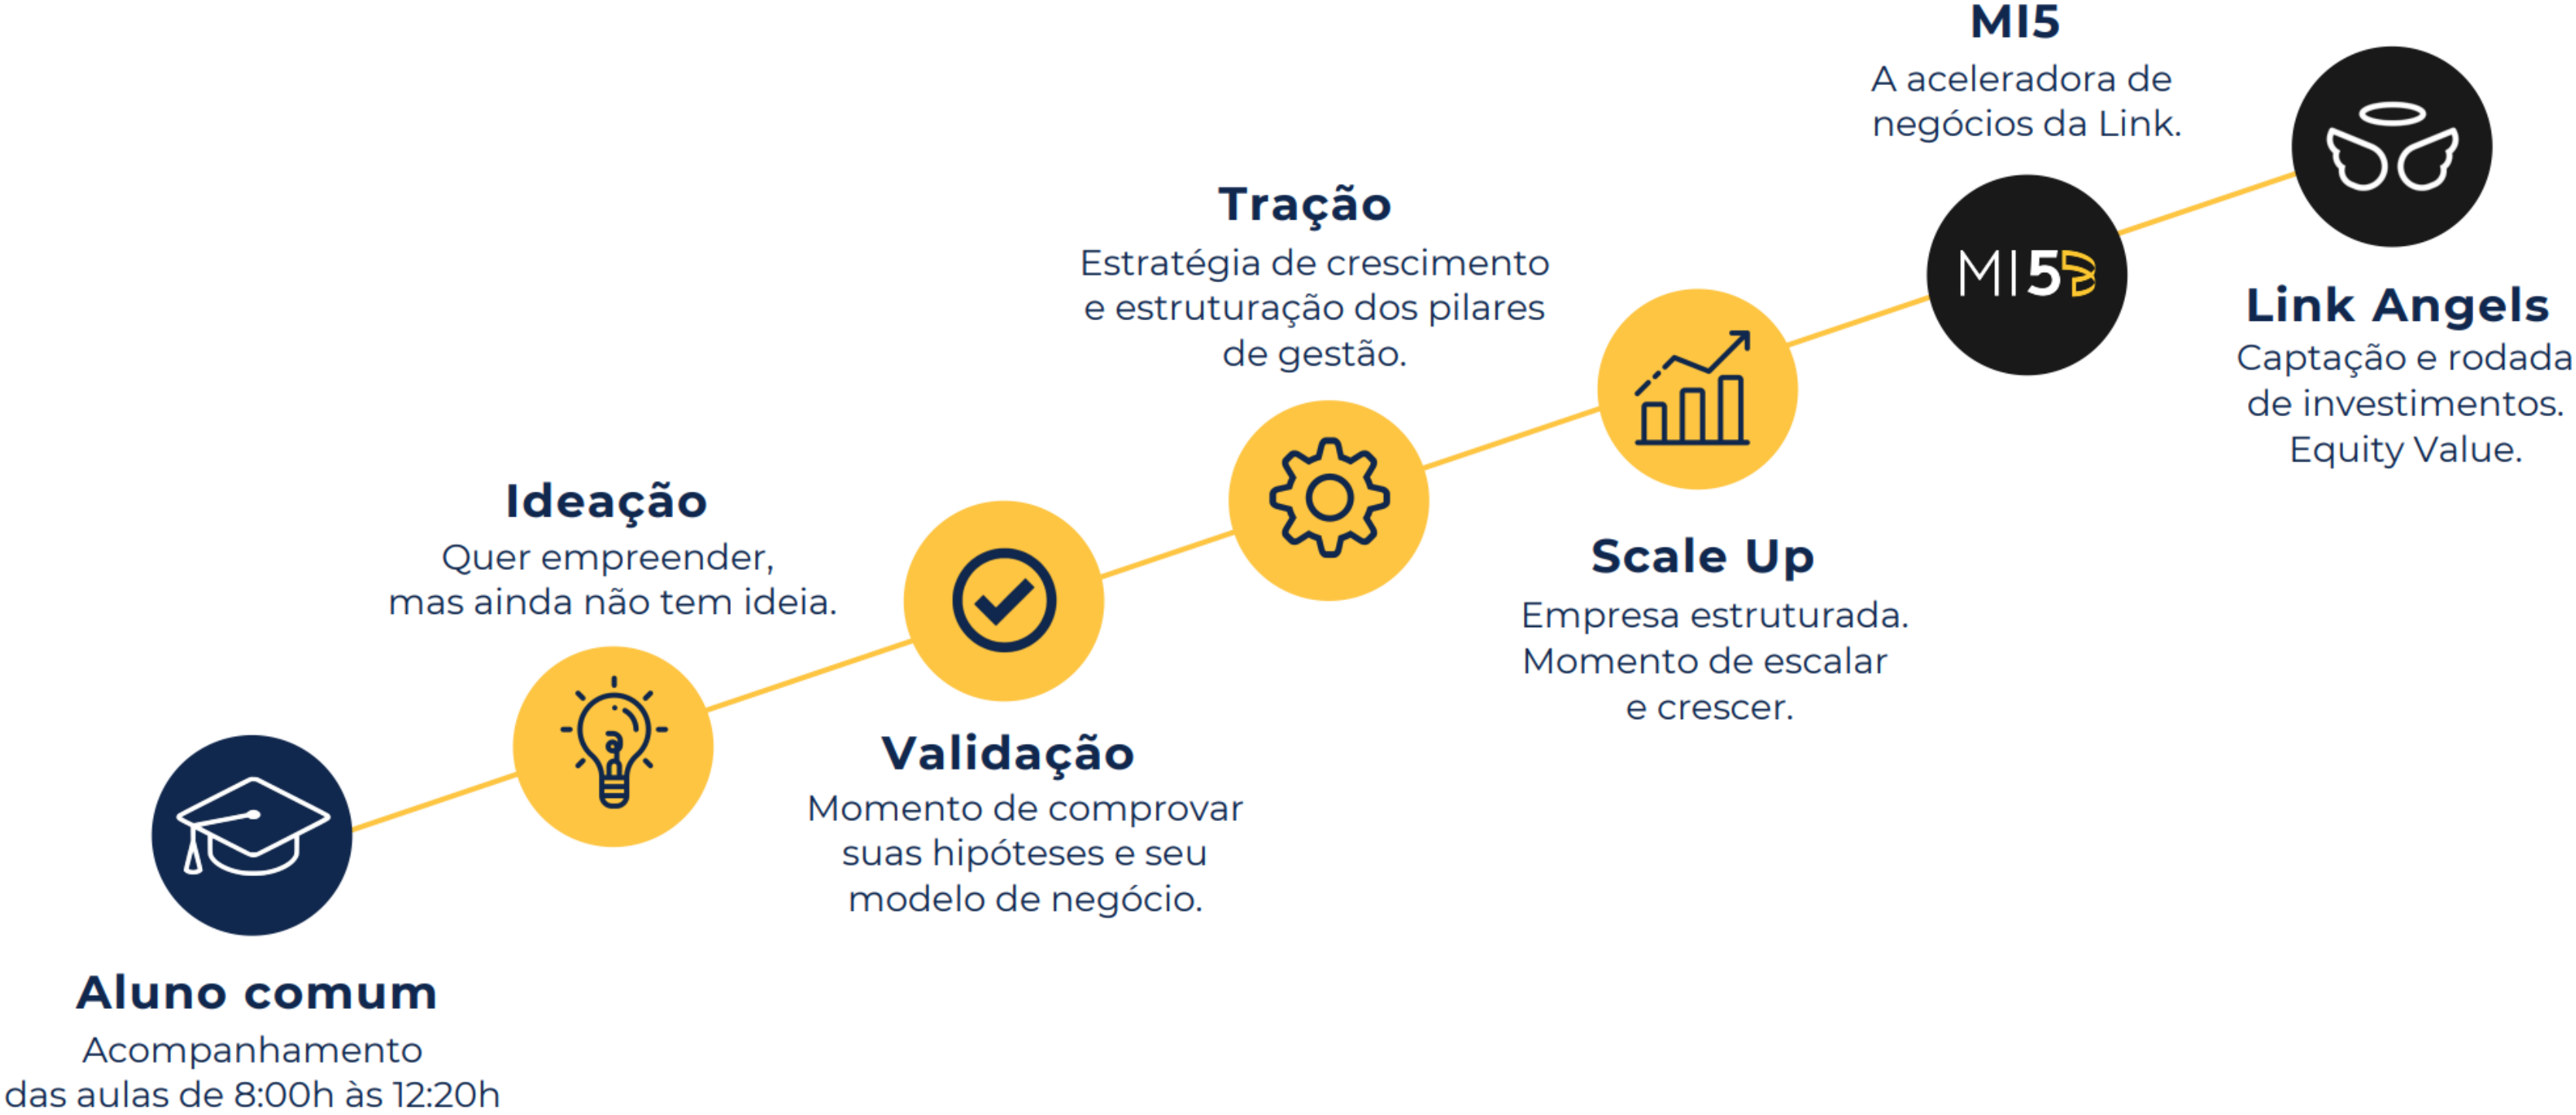 Aluno comum
Acompanhamento
das aulas de 8:00h às 12:20h
Ideação
Quer empreender,
mas ainda não tem ideia.
Validação
Momento de comprovar
suas hipóteses e seu
modelo de negócio.
Tração
Estratégia de crescimento
e estruturação dos pilares
de gestão.
Scale Up
Empresa estruturada.
Momento de escalar
e crescer.
MI5
A aceleradora de
negócios da Link.
MI5
Link Angels
Captação e rodada
de investimentos.
Equity Value.